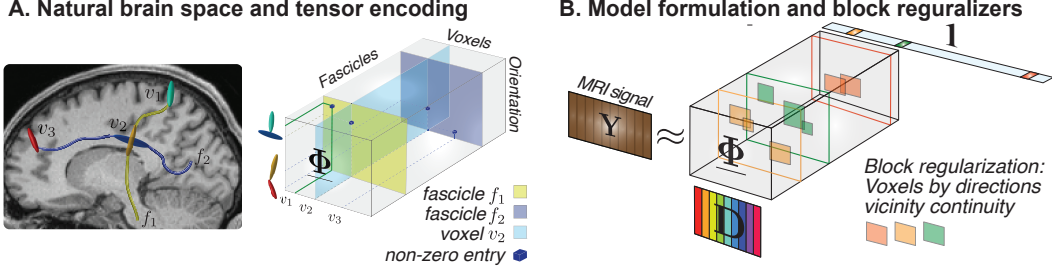 A. Natural brain space and tensor encoding
v1
v2
v3
f2
f1
Fascicles
Voxels
Orientation
Φ
v1 v2 v3
fascicle f1
fascicle f2
voxel v2
non-zero entry
B. Model formulation and block reguralizers
1
MRI signal
Y
≈
Φ
D
Block regularization:
Voxels by directions
vicinity continuity